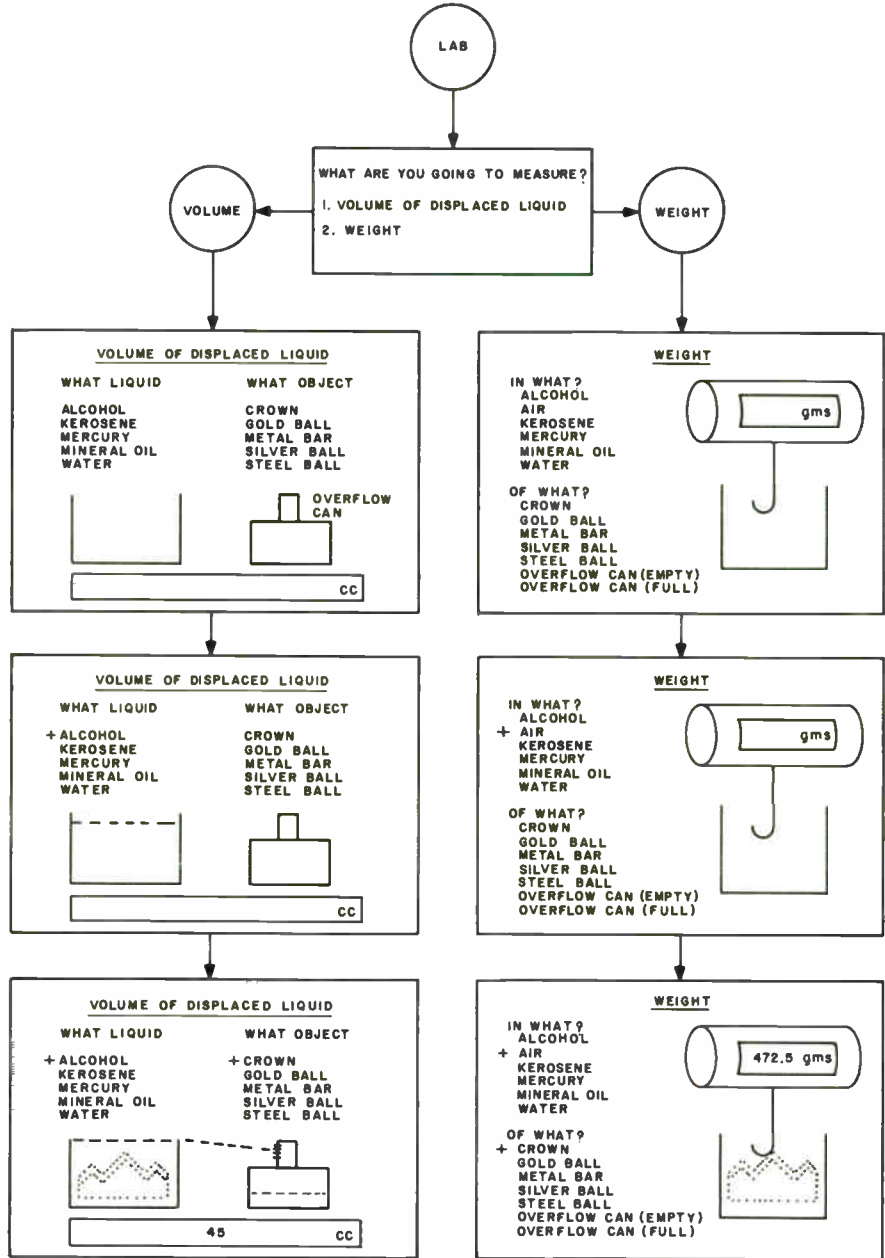 LAB
WHAT ARE YOU GOING TO MEASURE?
1. VOLUME OF DISPLACED LIQUID
2. WEIGHT
VOLUME
WEIGHT
VOLUME OF DISPLACED LIQUID
WHAT LIQUID WHAT OBJECT
ALCOHOL CROWN
KEROSENE GOLD BALL
MERCURY METAL BAR
MINERAL OIL SILVER BALL
WATER STEEL BALL
OVERFLOW
CAN
CC
WEIGHT
IN WHAT?
ALCOHOL
AIR
KEROSENE
MERCURY
MINERAL OIL
WATER
gms
OF WHAT?
CROWN
GOLD BALL
METAL BAR
SILVER BALL
STEEL BALL
OVERFLOW CAN (EMPTY)
OVERFLOW CAN (FULL)
VOLUME OF DISPLACED LIQUID
WHAT LIQUID WHAT OBJECT
+ ALCOHOL CROWN
KEROSENE GOLD BALL
MERCURY METAL BAR
MINERAL OIL SILVER BALL
WATER STEEL BALL
CC
WEIGHT
IN WHAT?
ALCOHOL
+ AIR
KEROSENE
MERCURY
MINERAL OIL
WATER
gms
OF WHAT?
CROWN
GOLD BALL
METAL BAR
SILVER BALL
STEEL BALL
OVERFLOW CAN (EMPTY)
OVERFLOW CAN (FULL)
VOLUME OF DISPLACED LIQUID
WHAT LIQUID WHAT OBJECT
+ ALCOHOL + CROWN
KEROSENE GOLD BALL
MERCURY METAL BAR
MINERAL OIL SILVER BALL
WATER STEEL BALL
45 CC
WEIGHT
IN WHAT?
ALCOHOL
+ AIR
KEROSENE
MERCURY
MINERAL OIL
WATER
472.5 gms
OF WHAT?
+ CROWN
GOLD BALL
METAL BAR
SILVER BALL
STEEL BALL
OVERFLOW CAN (EMPTY)
OVERFLOW CAN (FULL)